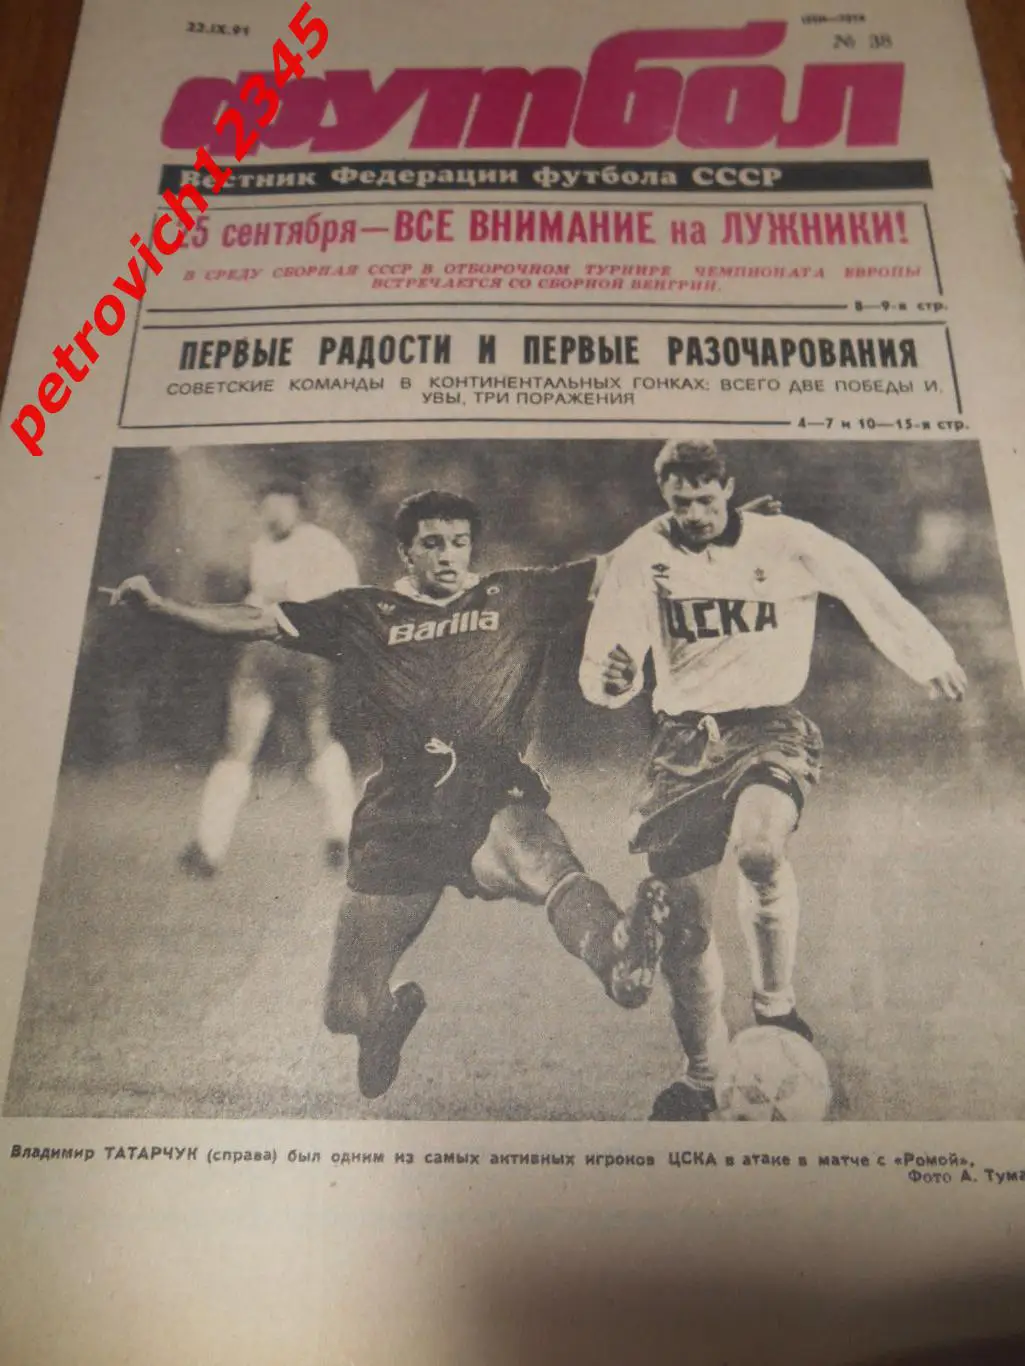 22.IX.91
№ 38
футбол
Вестник Федерации футбола СССР
25 сентября — ВСЕ ВНИМАНИЕ на ЛУЖНИКИ!
В СРЕДУ СБОРНАЯ СССР В ОТБОРОЧНОМ ТУРНИРЕ ЧЕМПИОНАТА ЕВРОПЫ
ВСТРЕЧАЕТСЯ СО СБОРНОЙ ВЕНГРИИ.
8—9-я стр.
ПЕРВЫЕ РАДОСТИ И ПЕРВЫЕ РАЗОЧАРОВАНИЯ
СОВЕТСКИЕ КОМАНДЫ В КОНТИНЕНТАЛЬНЫХ ГОНКАХ: ВСЕГО ДВЕ ПОБЕДЫ И,
УВЫ, ТРИ ПОРАЖЕНИЯ
4—7 и 10—15-я стр.
Barilla
ЦСКА
Владимир ТАТАРЧУК (справа) был одним из самых активных игроков ЦСКА в атаке в матче с «Ромой».
Фото А. Тума
petrovich12345